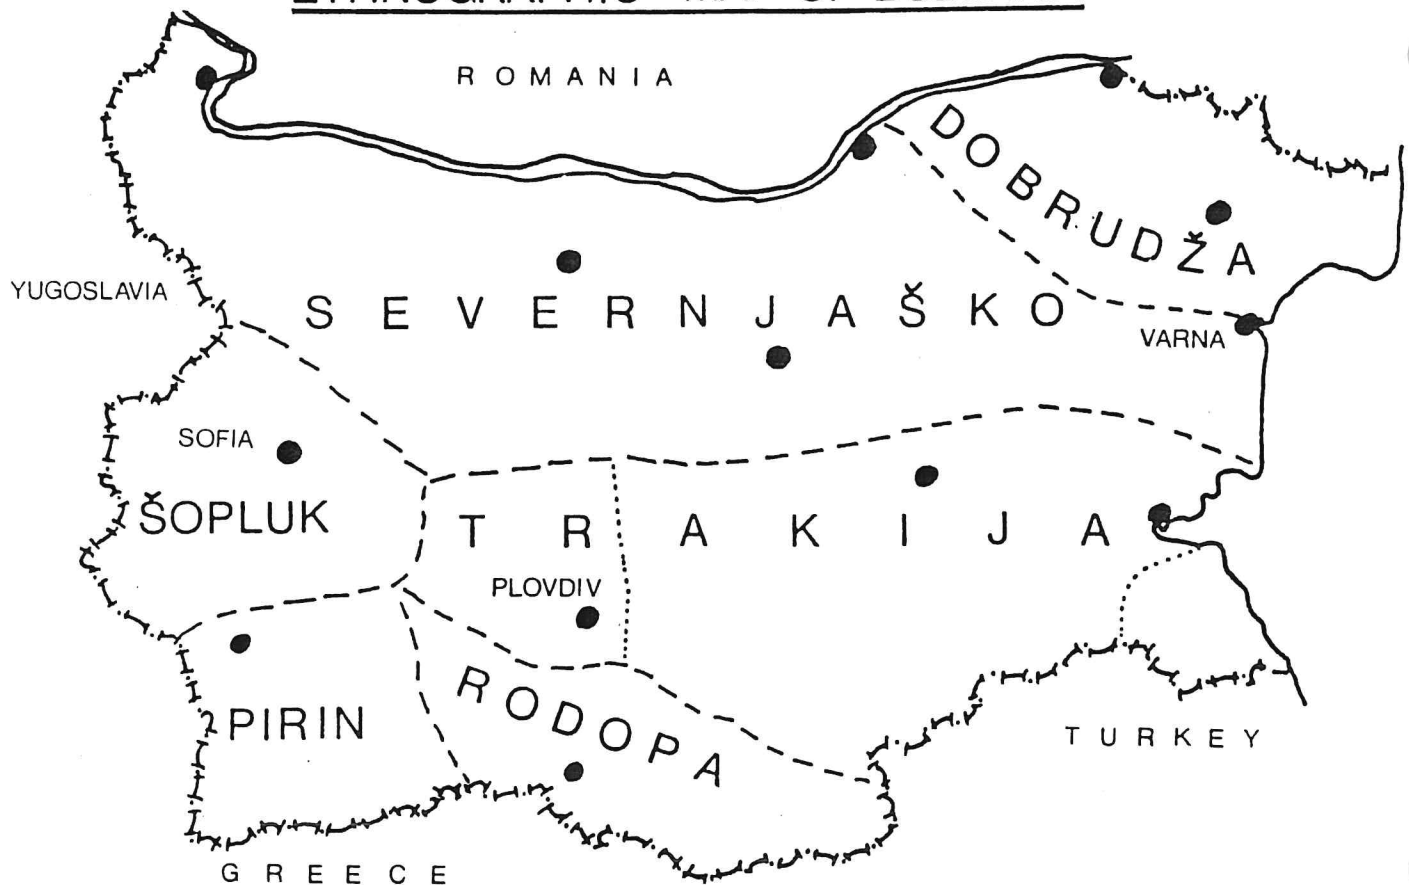 ROMANIA
DOBRUDŽA
YUGOSLAVIA
SEVERNJAŠKO
VARNA
SOFIA
ŠOPLUK
TRAKIJA
PLOVDIV
PIRIN
RODOPA
TURKEY
GREECE